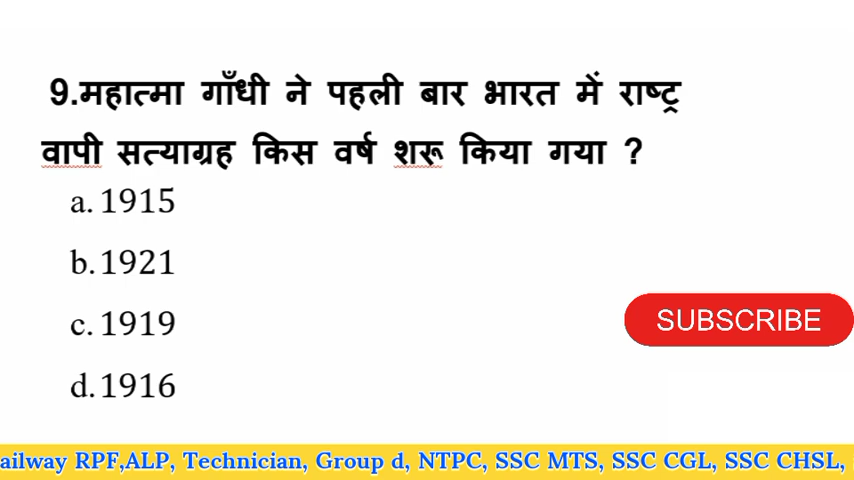 9.महात्मा गाँधी ने पहली बार भारत में राष्ट्र
वापी सत्याग्रह किस वर्ष शरू किया गया ?
a. 1915
b. 1921
c. 1919
SUBSCRIBE
d. 1916
ailway RPF,ALP, Technician, Group d, NTPC, SSC MTS, SSC CGL, SSC CHSL,